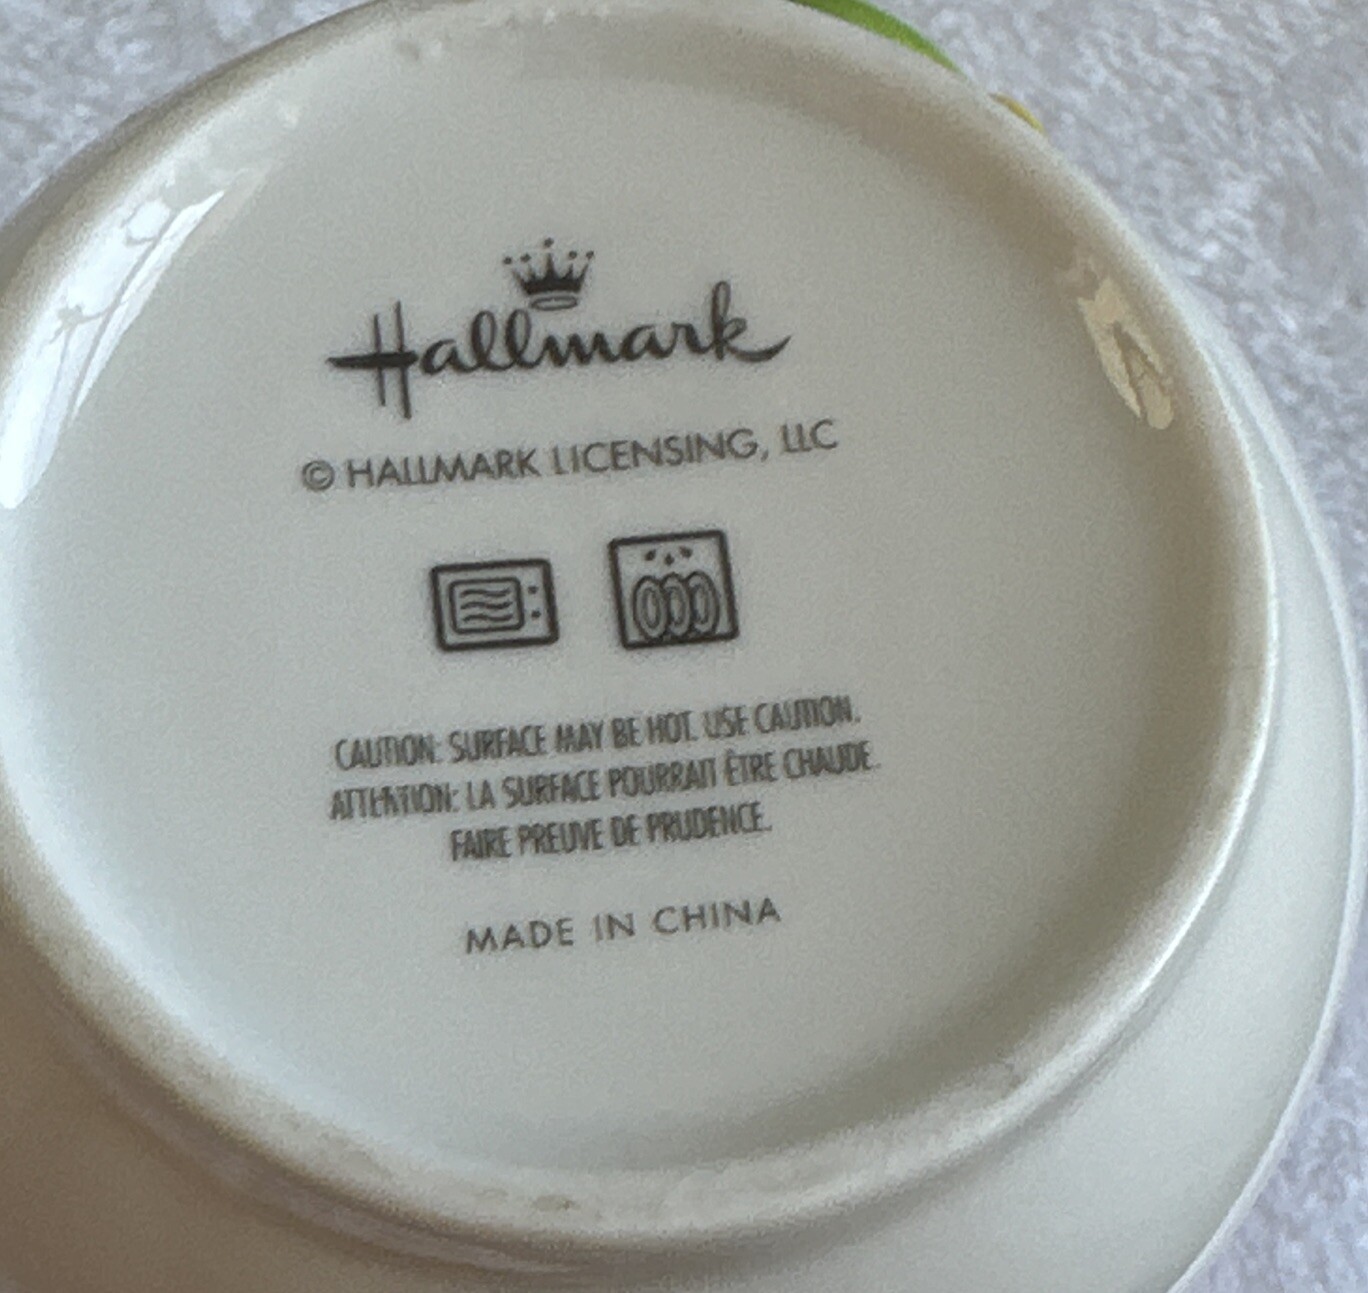 Hallmark
© HALLMARK LICENSING, LLC
CAUTION: SURFACE MAY BE HOT. USE CAUTION.
ATTENTION: LA SURFACE POURRAIT ÊTRE CHAUDE.
FAIRE PREUVE DE PRUDENCE.
MADE IN CHINA